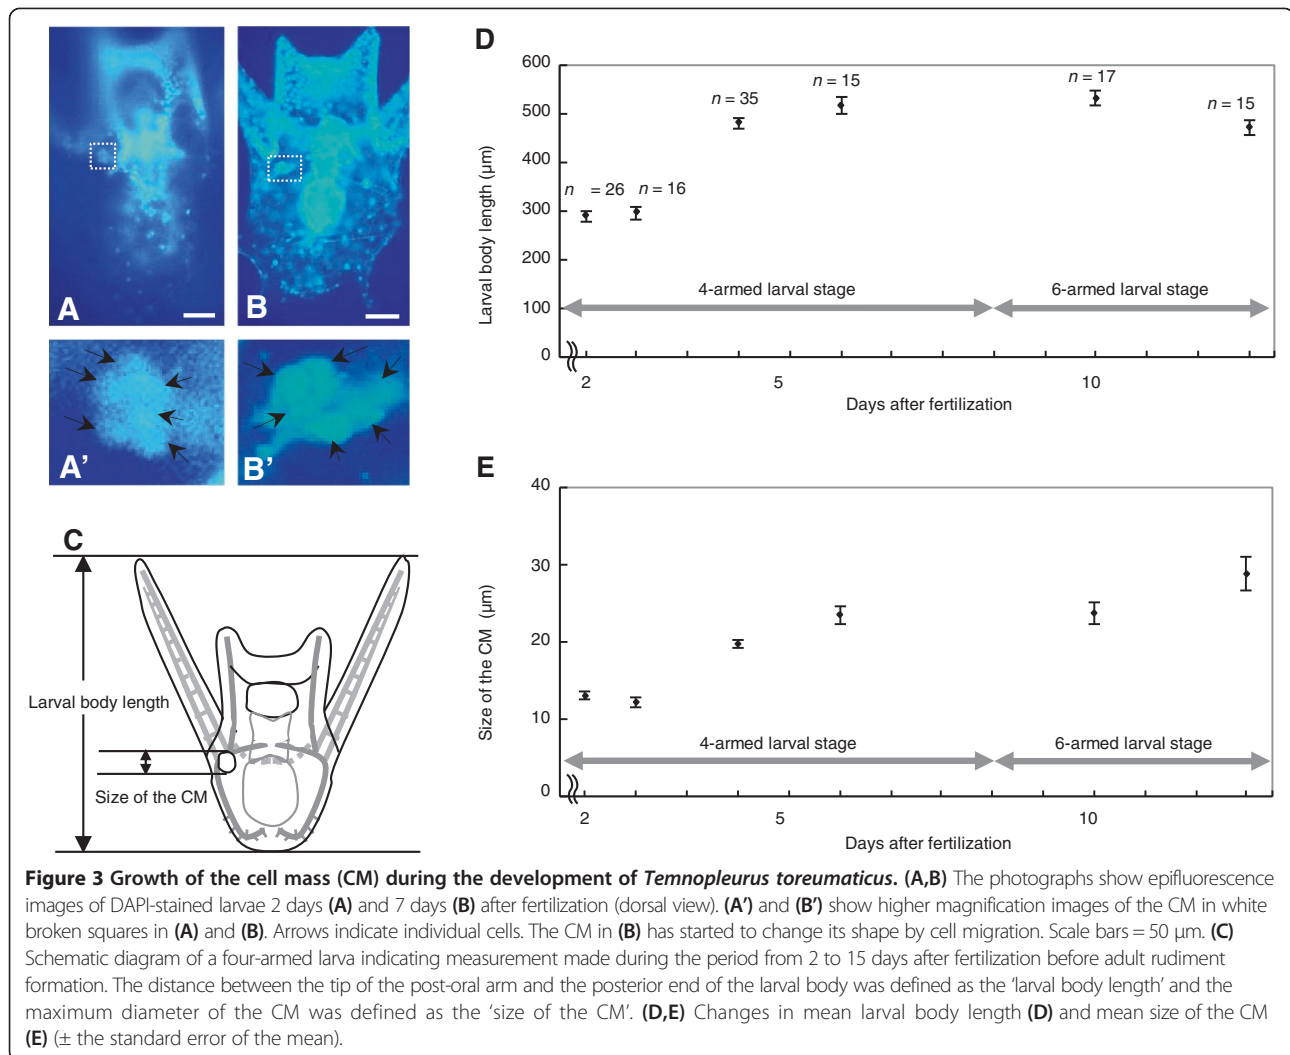 A
B
A’
B’
C
Larval body length
Size of the CM
D
600
500
400
300
200
100
0
Larval body length (µm)
n = 26
n = 16
n = 35
n = 15
n = 17
n = 15
4-armed larval stage
6-armed larval stage
2
5
10
Days after fertilization
E
40
30
20
10
0
Size of the CM (µm)
4-armed larval stage
6-armed larval stage
2
5
10
Days after fertilization
Figure 3 Growth of the cell mass (CM) during the development of Temnopleurus toreumaticus. (A,B) The photographs show epifluorescence
images of DAPI-stained larvae 2 days (A) and 7 days (B) after fertilization (dorsal view). (A’) and (B’) show higher magnification images of the CM in white
broken squares in (A) and (B). Arrows indicate individual cells. The CM in (B) has started to change its shape by cell migration. Scale bars = 50 µm. (C)
Schematic diagram of a four-armed larva indicating measurement made during the period from 2 to 15 days after fertilization before adult rudiment
formation. The distance between the tip of the post-oral arm and the posterior end of the larval body was defined as the ‘larval body length’ and the
maximum diameter of the CM was defined as the ‘size of the CM’. (D,E) Changes in mean larval body length (D) and mean size of the CM
(E) (± the standard error of the mean).